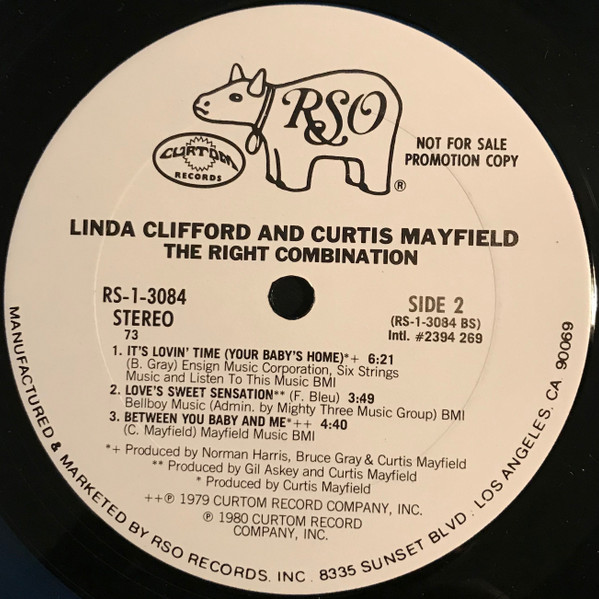 RSO
®
CURTOM
RECORDS
NOT FOR SALE
PROMOTION COPY
LINDA CLIFFORD AND CURTIS MAYFIELD
THE RIGHT COMBINATION
RS-1-3084
STEREO
73
SIDE 2
(RS-1-3084 BS)
Intl. #2394 269
1. IT'S LOVIN' TIME (YOUR BABY'S HOME)*+ 6:21
(B. Gray) Ensign Music Corporation, Six Strings
Music and Listen To This Music BMI
2. LOVE'S SWEET SENSATION** (F. Bleu) 3:49
Bellboy Music (Admin. by Mighty Three Music Group) BMI
3. BETWEEN YOU BABY AND ME*++ 4:40
(C. Mayfield) Mayfield Music BMI
*+ Produced by Norman Harris, Bruce Gray & Curtis Mayfield
** Produced by Gil Askey and Curtis Mayfield
* Produced by Curtis Mayfield
++℗ 1979 CURTOM RECORD COMPANY, INC.
℗ 1980 CURTOM RECORD
COMPANY, INC.
MANUFACTURED & MARKETED BY RSO RECORDS, INC. 8335 SUNSET BLVD., LOS ANGELES, CA 90069